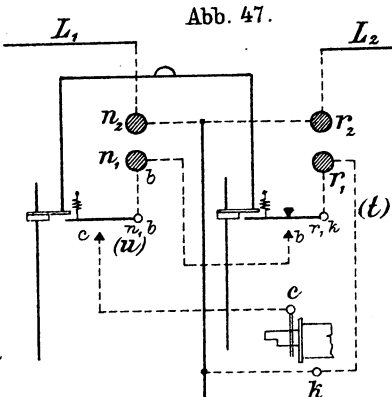 Abb. 47.
L₁
L₂
n₂
r₂
n₁
b
r₁
(t)
c
(u)
n, b
b
r, k
c
k